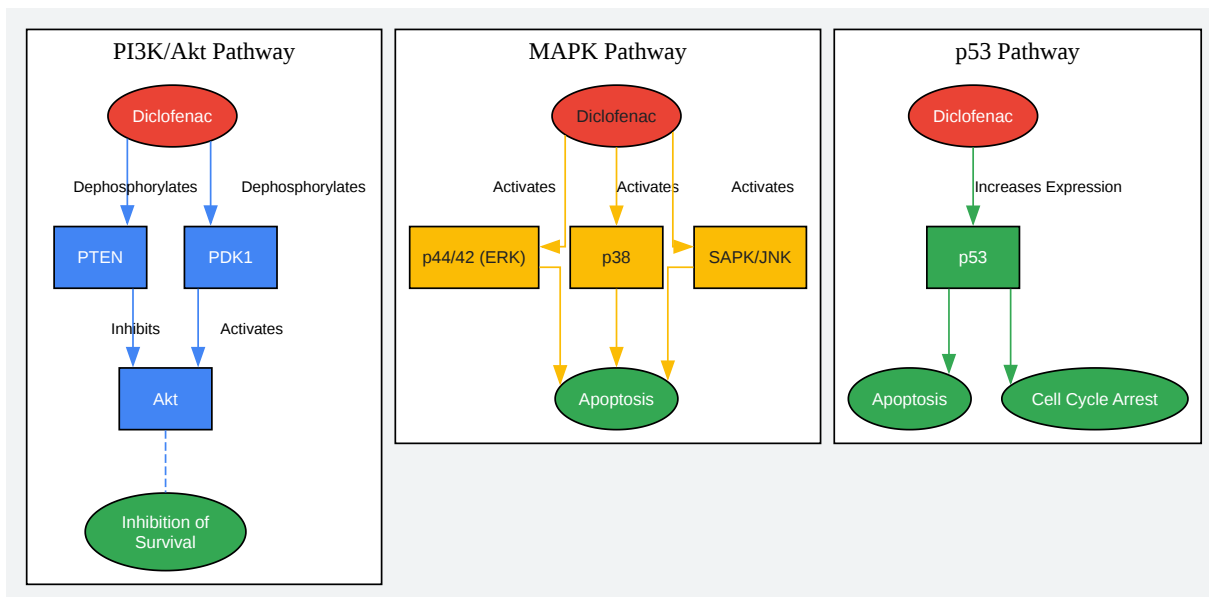 PI3K/Akt Pathway
Diclofenac
Dephosphorylates
Dephosphorylates
PTEN
PDK1
Inhibits
Activates
Akt
Inhibition of
Survival
MAPK Pathway
Diclofenac
Activates
Activates
Activates
p44/42 (ERK)
p38
SAPK/JNK
Apoptosis
p53 Pathway
Diclofenac
Increases Expression
p53
Apoptosis
Cell Cycle Arrest